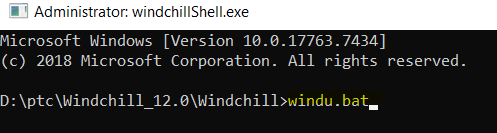 Administrator: windchillShell.exe
Microsoft Windows [Version 10.0.17763.7434]
(c) 2018 Microsoft Corporation. All rights reserved.
D:\ptc\Windchill_12.0\Windchill>windu.bat